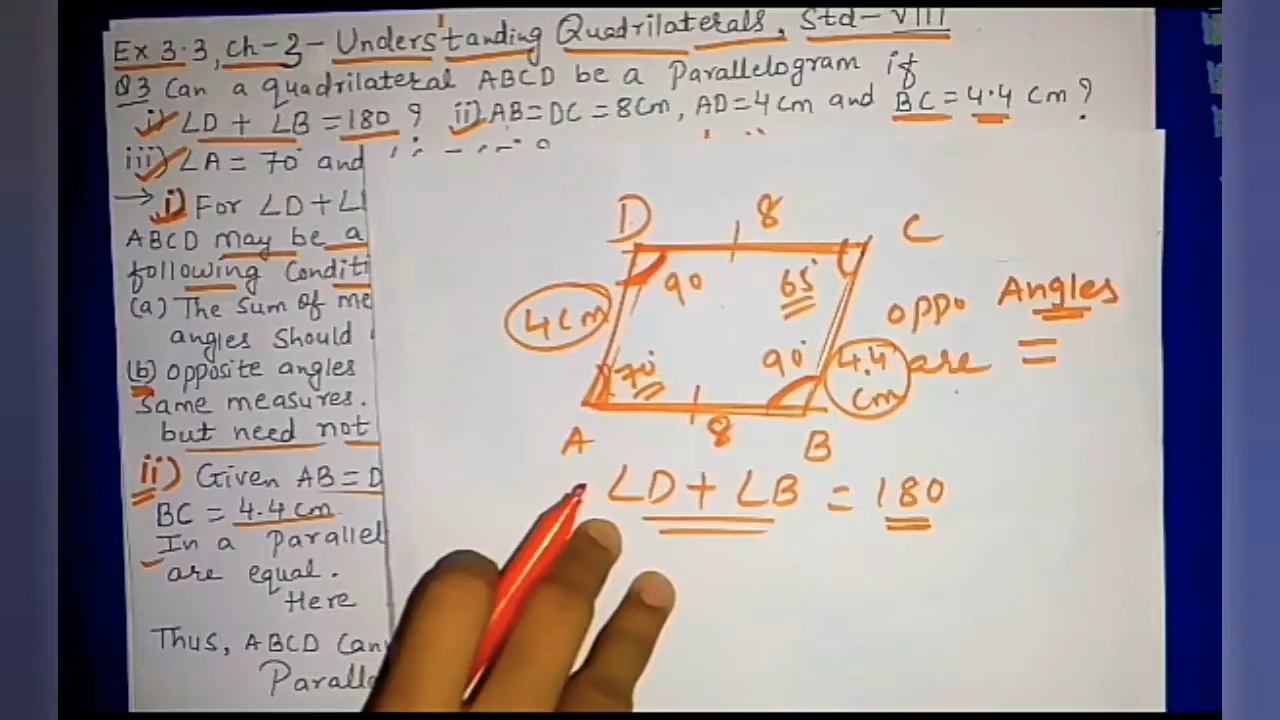 Ex 3.3, Ch-3- Understanding Quadrilaterals, Std-VIII
Q3 Can a quadrilateral ABCD be a Parallelogram if
i) ∠D + ∠B = 180° ? ii) AB = DC = 8cm, AD = 4cm and BC = 4.4 cm ?
iii) ∠A = 70° and
→ i) For ∠D+∠
ABCD may be a
following Conditi
(a) The Sum of me
angles Should
(b) opposite angles
Same measures.
but need not
ii) Given AB = D
BC = 4.4 cm
In a Parallel
are equal.
Here
Thus, ABCD Can
Parall
D 8 C
90 65°
4cm
oppo Angles
are =
70° 90° 4.4 cm
A 8 B
∠D + ∠B = 180